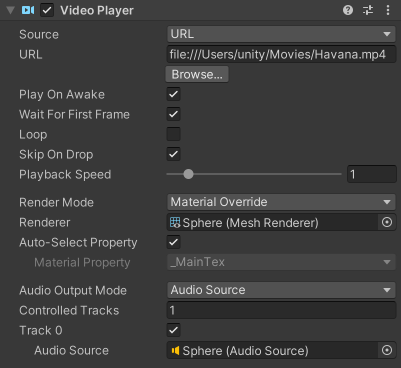 Video Player
Source URL
URL file:///Users/unity/Movies/Havana.mp4
Browse...
Play On Awake
Wait For First Frame
Loop
Skip On Drop
Playback Speed 1
Render Mode Material Override
Renderer Sphere (Mesh Renderer)
Auto-Select Property
Material Property _MainTex
Audio Output Mode Audio Source
Controlled Tracks 1
Track 0
Audio Source Sphere (Audio Source)